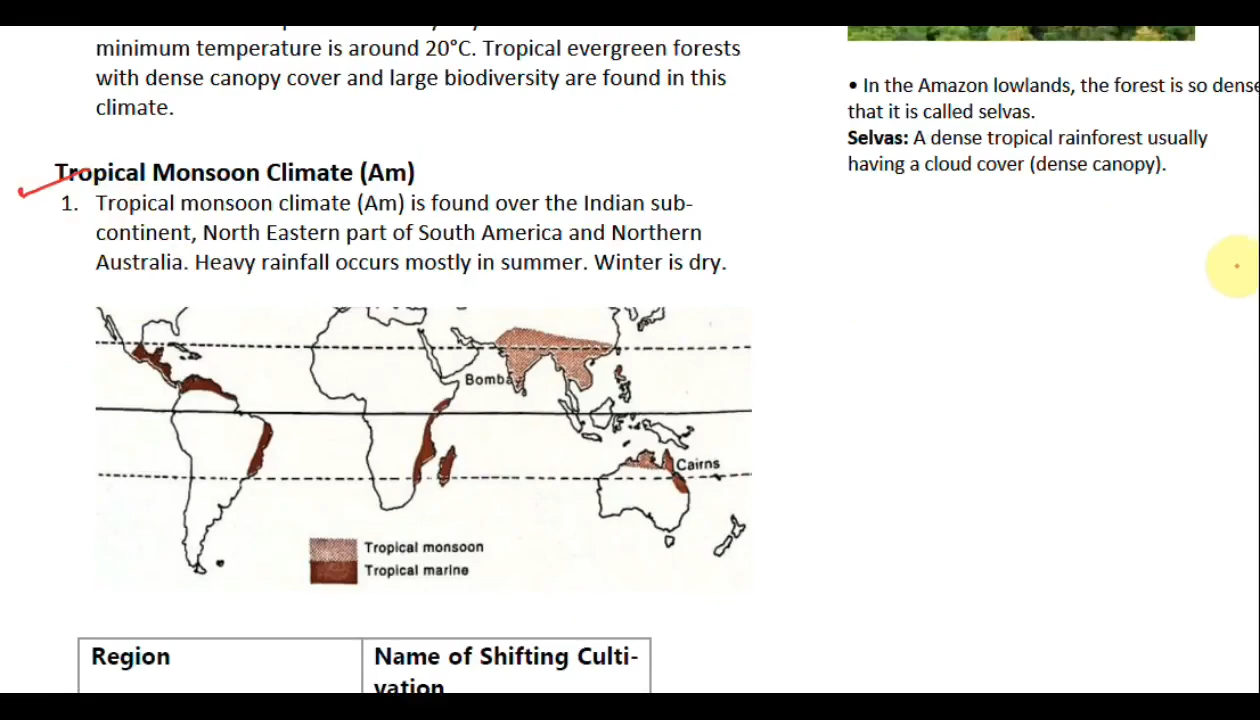 minimum temperature is around 20°C. Tropical evergreen forests
with dense canopy cover and large biodiversity are found in this
climate.
Tropical Monsoon Climate (Am)
1. Tropical monsoon climate (Am) is found over the Indian sub-
continent, North Eastern part of South America and Northern
Australia. Heavy rainfall occurs mostly in summer. Winter is dry.
Bombay
Cairns
Tropical monsoon
Tropical marine
Region
Name of Shifting Culti-
vation
• In the Amazon lowlands, the forest is so dense
that it is called selvas.
Selvas: A dense tropical rainforest usually
having a cloud cover (dense canopy).